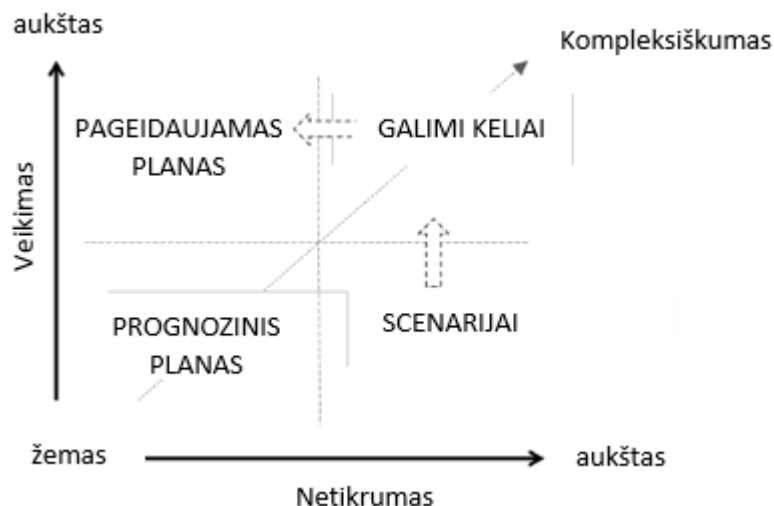 aukštas
Kompleksiškumas
PAGEIDAUJAMAS
PLANAS
GALIMI KELIAI
Veikimas
PROGNOZINIS
PLANAS
SCENARIJAI
žemas
aukštas
Netikrumas